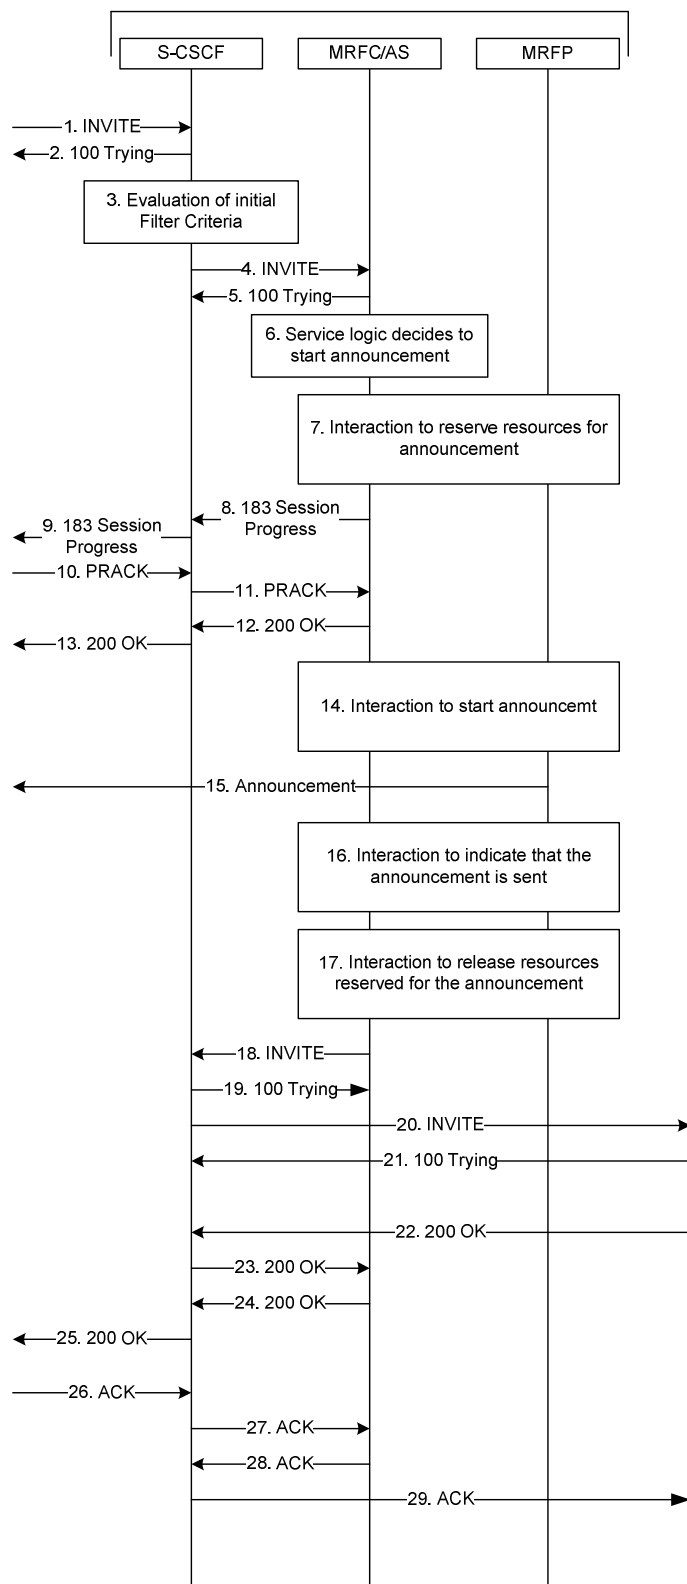 S-CSCF
MRFC/AS
MRFP
1. INVITE
2. 100 Trying
3. Evaluation of initial
Filter Criteria
4. INVITE
5. 100 Trying
6. Service logic decides to
start announcement
7. Interaction to reserve resources for
announcement
8. 183 Session
Progress
9. 183 Session
Progress
10. PRACK
11. PRACK
12. 200 OK
13. 200 OK
14. Interaction to start announcemt
15. Announcement
16. Interaction to indicate that the
announcement is sent
17. Interaction to release resources
reserved for the announcement
18. INVITE
19. 100 Trying
20. INVITE
21. 100 Trying
22. 200 OK
23. 200 OK
24. 200 OK
25. 200 OK
26. ACK
27. ACK
28. ACK
29. ACK